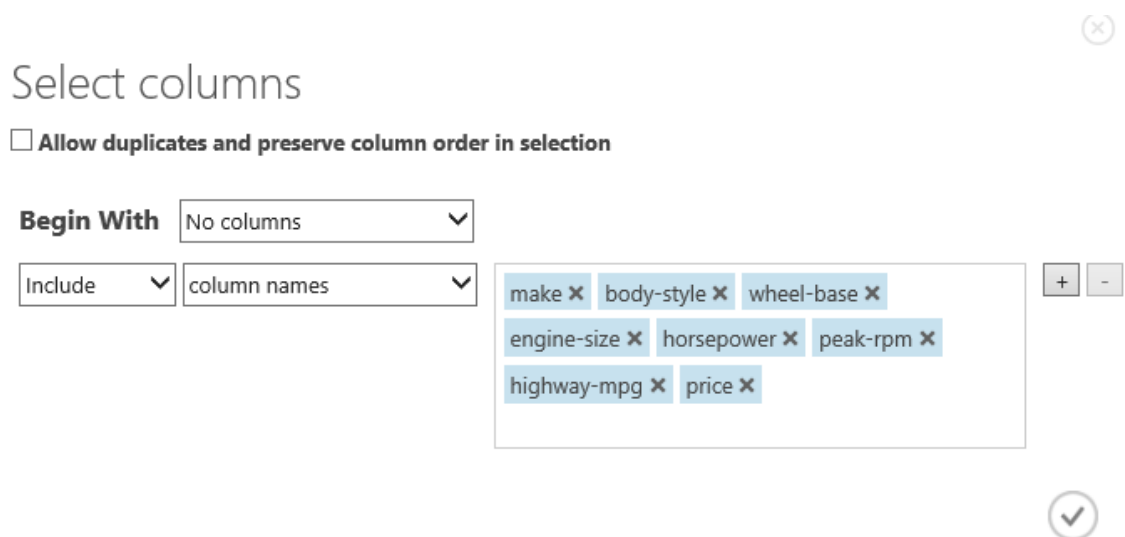 Select columns
Allow duplicates and preserve column order in selection
Begin With No columns
Include column names
make body-style wheel-base
engine-size horsepower peak-rpm
highway-mpg price
+ -